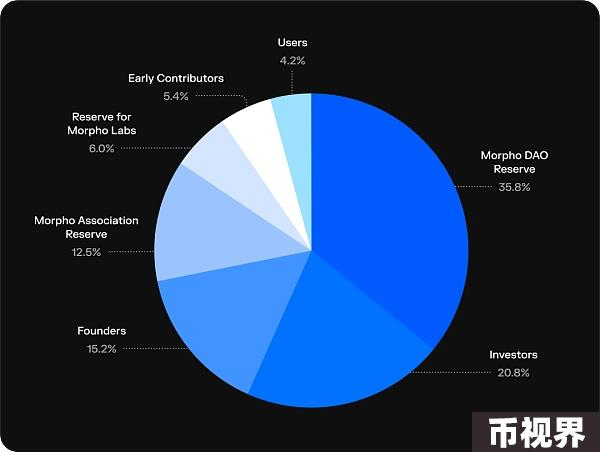 Users
4.2%
Early Contributors
5.4%
Reserve for
Morpho Labs
6.0%
Morpho DAO
Reserve
35.8%
Morpho Association
Reserve
12.5%
Founders
15.2%
Investors
20.8%
币视界